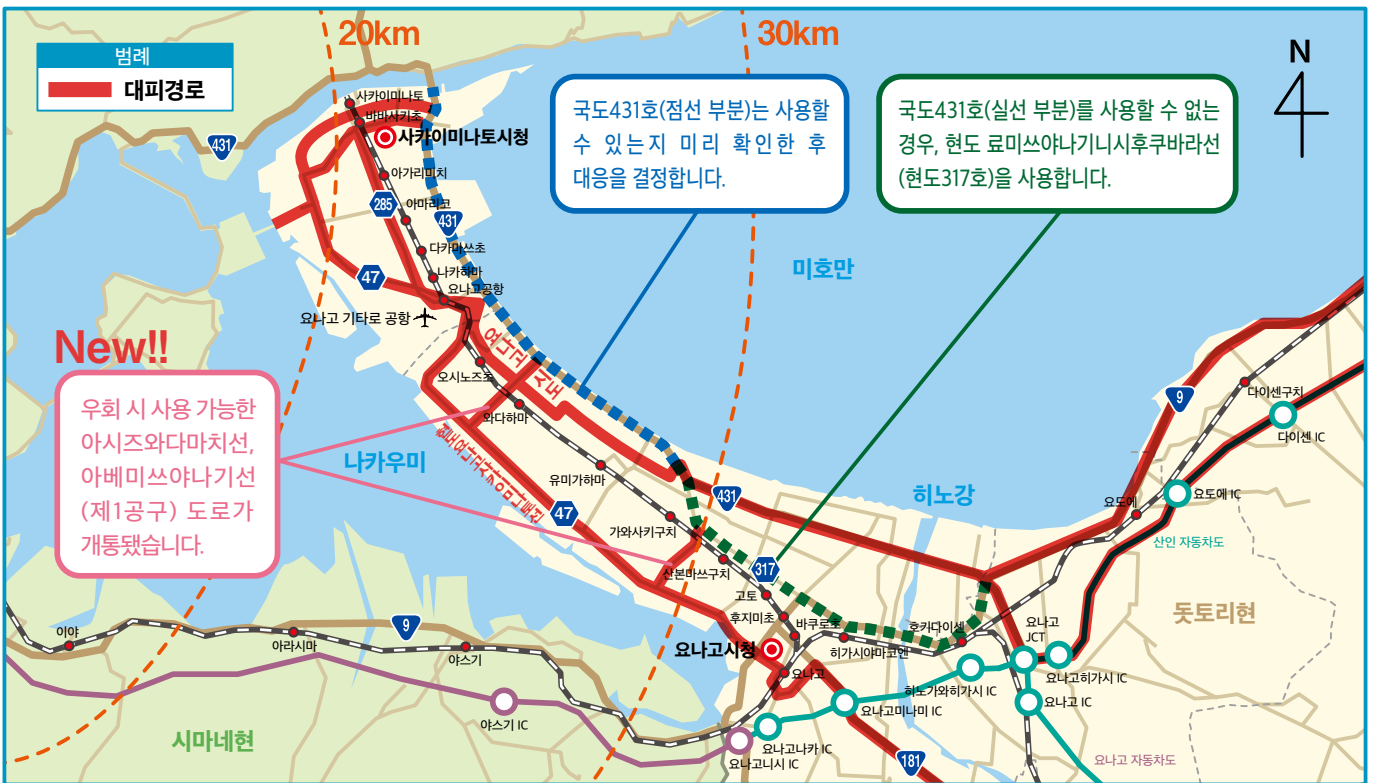 범례
대피경로
20km
30km
N
국도431호(점선 부분)는 사용할
수 있는지 미리 확인한 후
대응을 결정합니다.
국도431호(실선 부분)를 사용할 수 없는
경우, 현도 료미쓰야나기니시후쿠바라선
(현도317호)을 사용합니다.
사카이미나토
바바사키초
사카이미나토시청
431
아가리미치
285
아마리코
431
다카마쓰초
미호만
47
나카하마
요나고공항
요나고 기타로 공항
New!!
우회 시 사용 가능한
아시즈와다마치선,
아베미쓰야나기선
(제1공구) 도로가
개통됐습니다.
요나고 시도
오시노즈초
와다하마
나카우미
유미가하마
47
431
히노강
9
다이센구치
다이센 IC
요도에
요도에 IC
산인 자동차도
가와사키구치
산본마쓰구치
317
고토
후지미초
바쿠로초
호키다이센
히가시야마코엔
요나고
JCT
돗토리현
이야
아라시마
9
야스기
요나고시청
요나고
히노가와히가시 IC
요나고히가시 IC
요나고미나미 IC
요나고 IC
야스기 IC
시마네현
요나고나카 IC
요나고니시 IC
181
요나고 자동차도